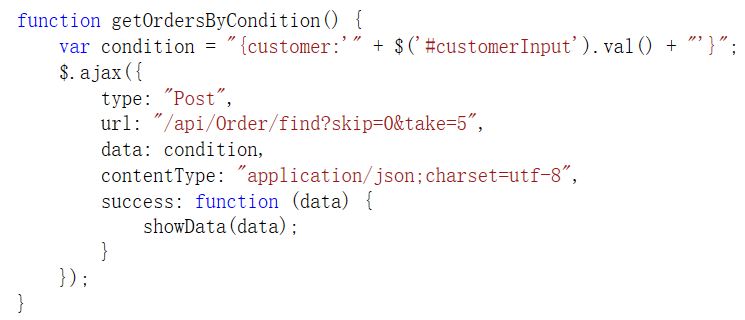 function getOrdersByCondition() {
    var condition = "{customer:'" + $('#customerInput').val() + "'}";
    $.ajax({
        type: "Post",
        url: "/api/Order/find?skip=0&take=5",
        data: condition,
        contentType: "application/json;charset=utf-8",
        success: function (data) {
            showData(data);
        }
    });
}